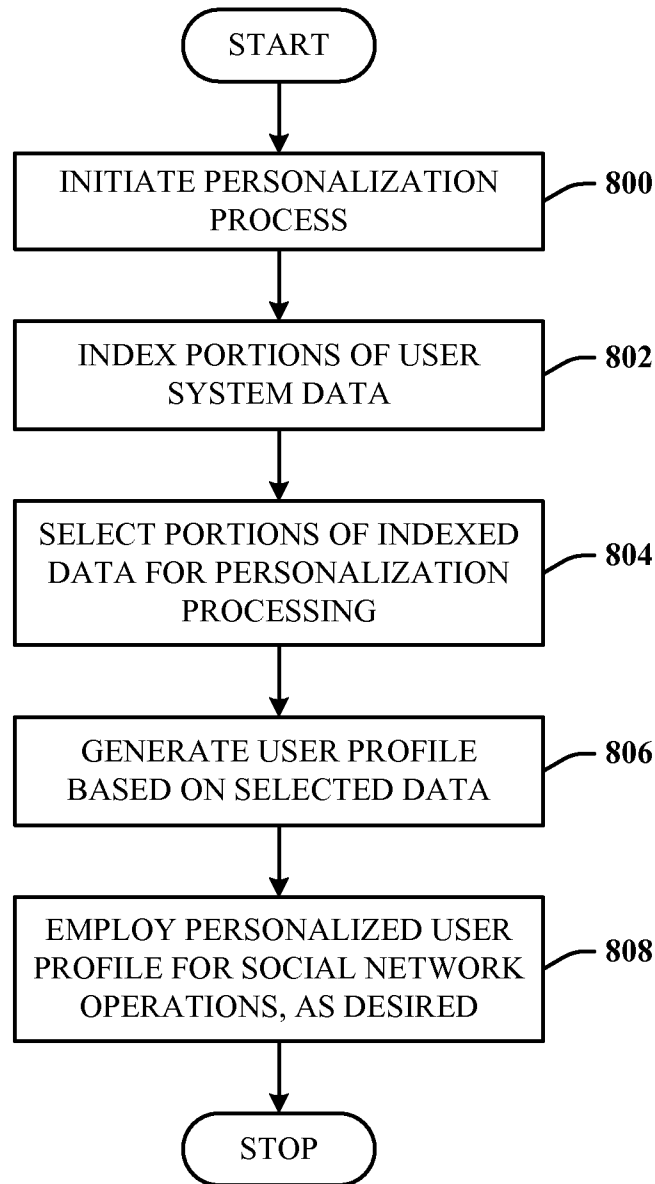 START
INITIATE PERSONALIZATION
PROCESS
800
INDEX PORTIONS OF USER
SYSTEM DATA
802
SELECT PORTIONS OF INDEXED
DATA FOR PERSONALIZATION
PROCESSING
804
GENERATE USER PROFILE
BASED ON SELECTED DATA
806
EMPLOY PERSONALIZED USER
PROFILE FOR SOCIAL NETWORK
OPERATIONS, AS DESIRED
808
STOP